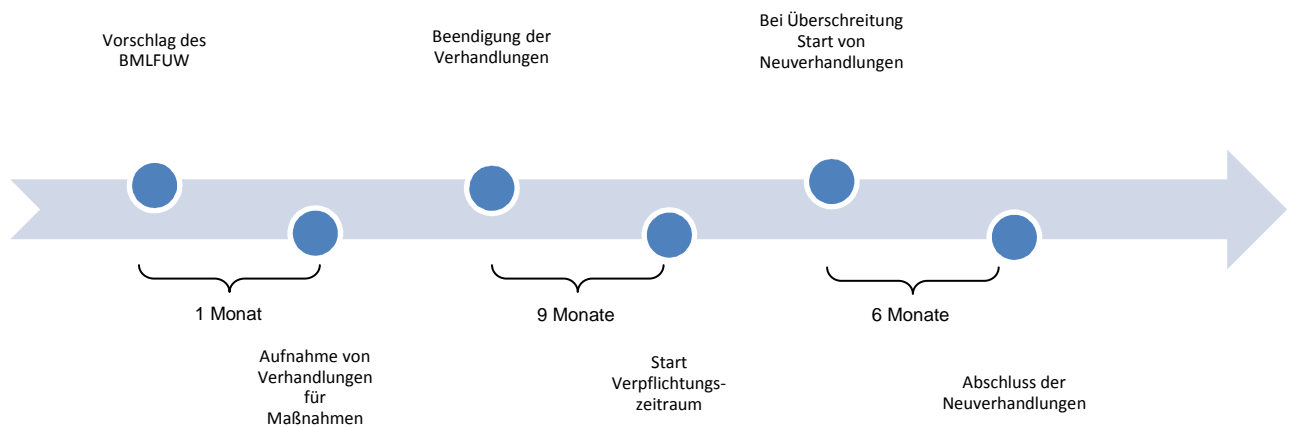 Vorschlag des
BMLFUW
Beendigung der
Verhandlungen
Bei Überschreitung
Start von
Neuverhandlungen
1 Monat
9 Monate
6 Monate
Aufnahme von
Verhandlungen
für
Maßnahmen
Start
Verpflichtungs-
zeitraum
Abschluss der
Neuverhandlungen